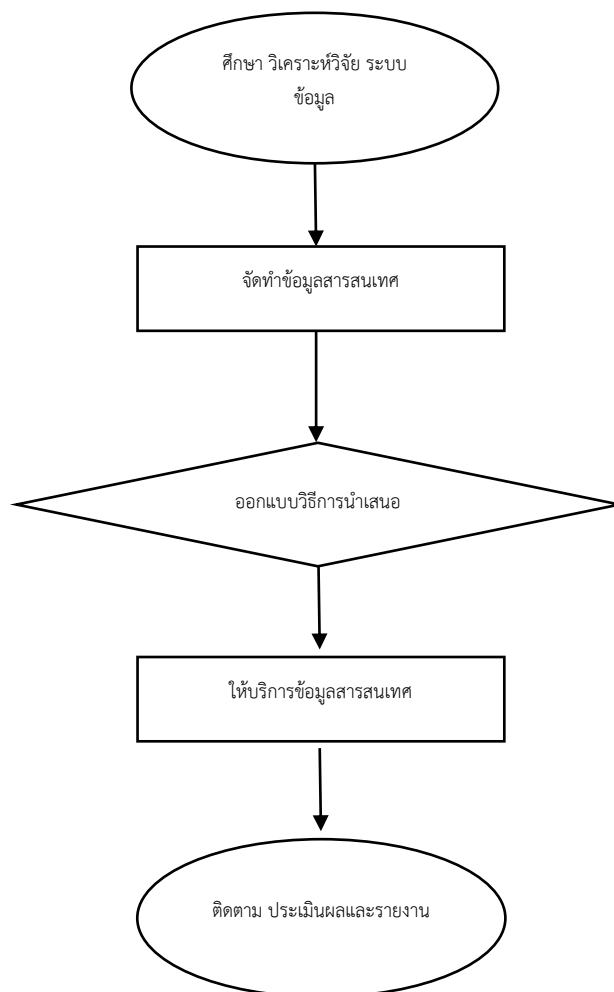 ศึกษา วิเคราะห์วิจัย ระบบ
ข้อมูล
จัดทำข้อมูลสารสนเทศ
ออกแบบวิธีการนำเสนอ
ให้บริการข้อมูลสารสนเทศ
ติดตาม ประเมินผลและรายงาน